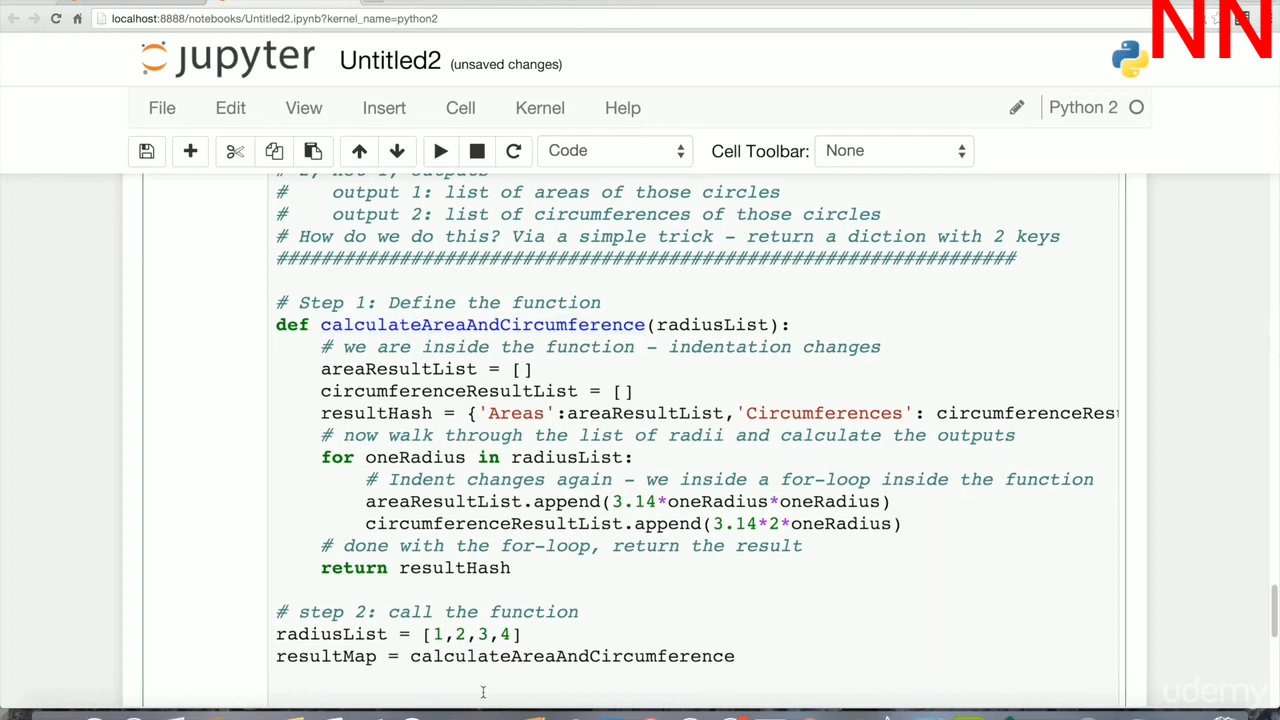 localhost:8888/notebooks/Untitled2.ipynb?kernel_name=python2
NN
jupyter Untitled2 (unsaved changes)
File Edit View Insert Cell Kernel Help
Python 2
Code
Cell Toolbar: None
# 2, not 1, outputs
#    output 1: list of areas of those circles
#    output 2: list of circumferences of those circles
# How do we do this? Via a simple trick - return a diction with 2 keys
##################################################################
# Step 1: Define the function
def calculateAreaAndCircumference(radiusList):
    # we are inside the function - indentation changes
    areaResultList = []
    circumferenceResultList = []
    resultHash = {'Areas':areaResultList,'Circumferences': circumferenceResu
    # now walk through the list of radii and calculate the outputs
    for oneRadius in radiusList:
        # Indent changes again - we inside a for-loop inside the function
        areaResultList.append(3.14*oneRadius*oneRadius)
        circumferenceResultList.append(3.14*2*oneRadius)
    # done with the for-loop, return the result
    return resultHash
# step 2: call the function
radiusList = [1,2,3,4]
resultMap = calculateAreaAndCircumference
udemy